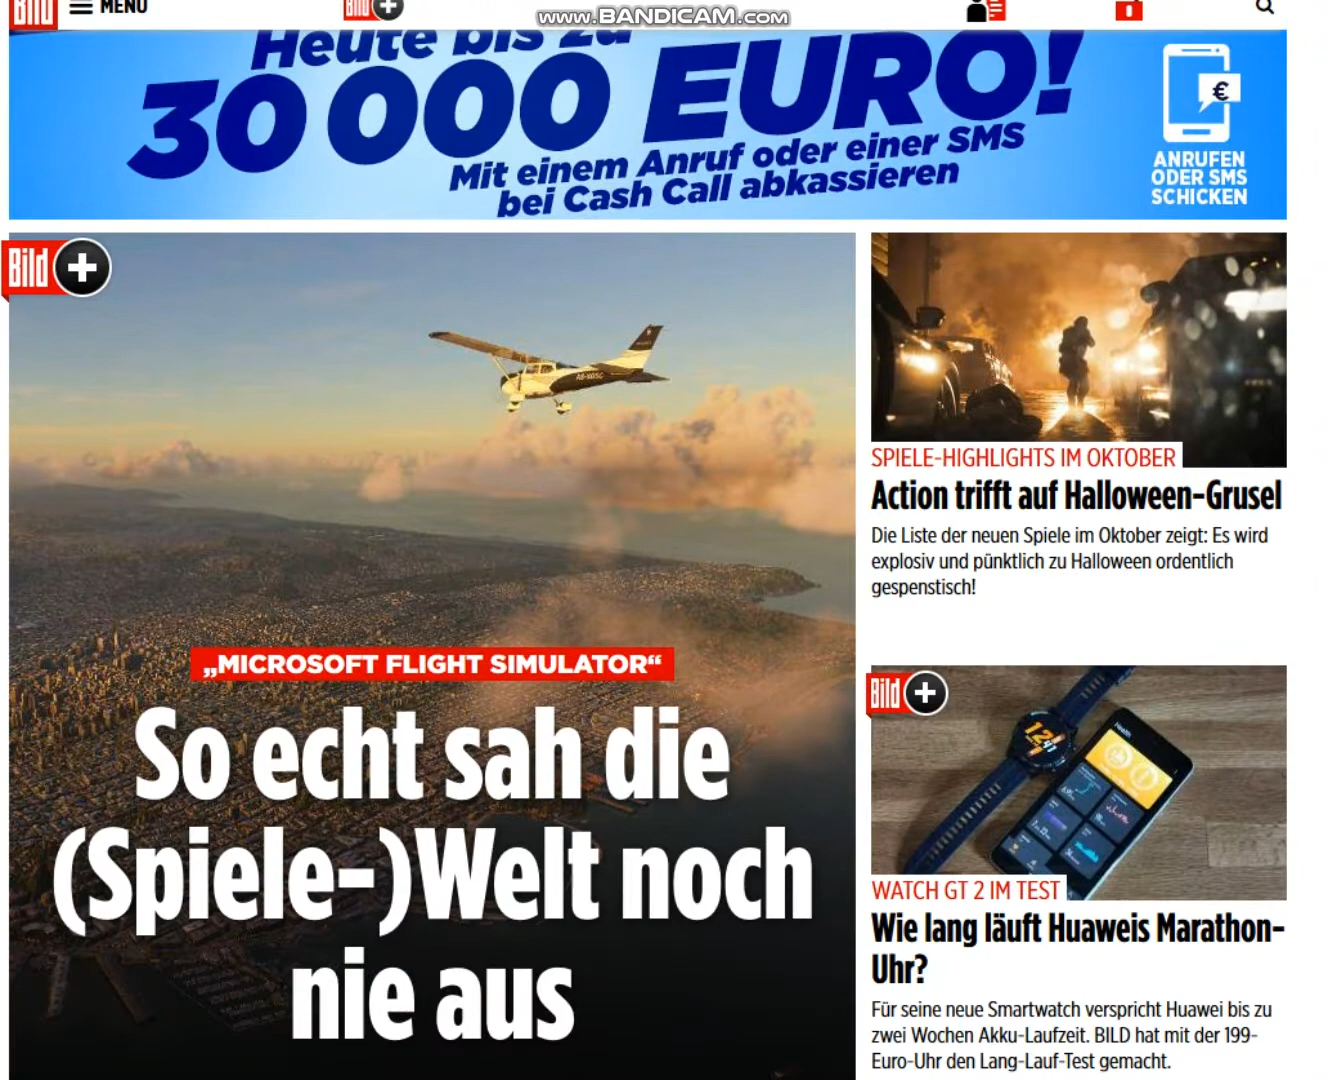 Bild
MENÜ
Bild
www.BANDICAM.com
Heute bis zu
30 000 EURO!
Mit einem Anruf oder einer SMS
bei Cash Call abkassieren
€
ANRUFEN
ODER SMS
SCHICKEN
Bild
„MICROSOFT FLIGHT SIMULATOR“
So echt sah die
(Spiele-)Welt noch
nie aus
SPIELE-HIGHLIGHTS IM OKTOBER
Action trifft auf Halloween-Grusel
Die Liste der neuen Spiele im Oktober zeigt: Es wird
explosiv und pünktlich zu Halloween ordentlich
gespenstisch!
Bild
Health
WATCH GT 2 IM TEST
Wie lang läuft Huaweis Marathon-
Uhr?
Für seine neue Smartwatch verspricht Huawei bis zu
zwei Wochen Akku-Laufzeit. BILD hat mit der 199-
Euro-Uhr den Lang-Lauf-Test gemacht.